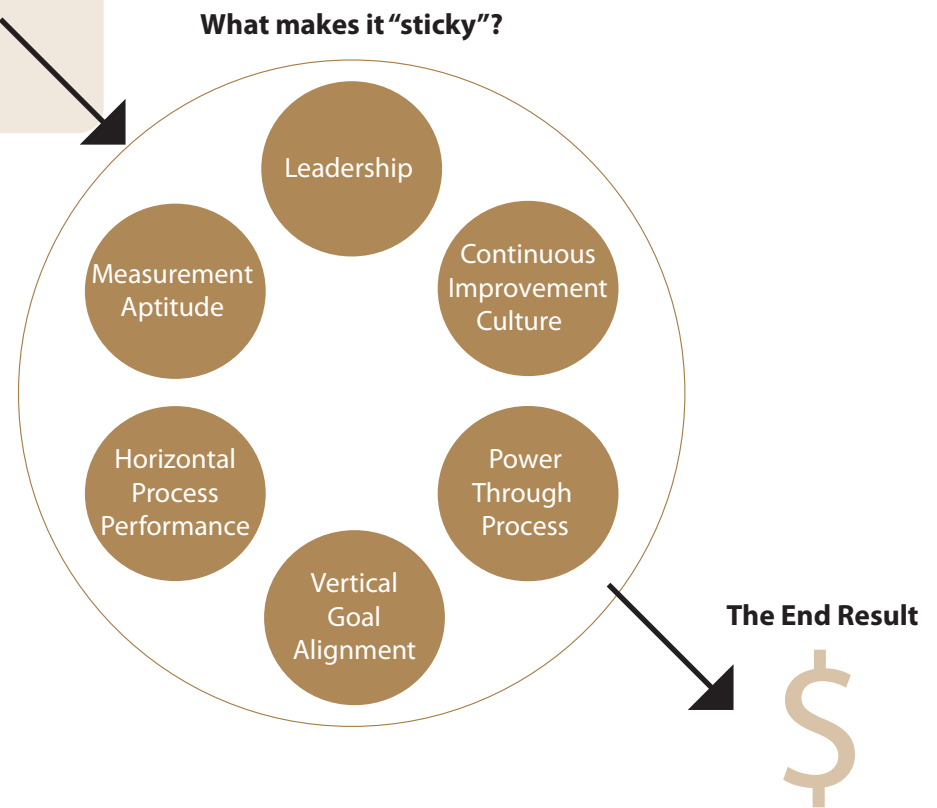 What makes it “sticky”?
Leadership
Continuous
Improvement
Culture
Measurement
Aptitude
Horizontal
Process
Performance
Power
Through
Process
Vertical
Goal
Alignment
The End Result
$